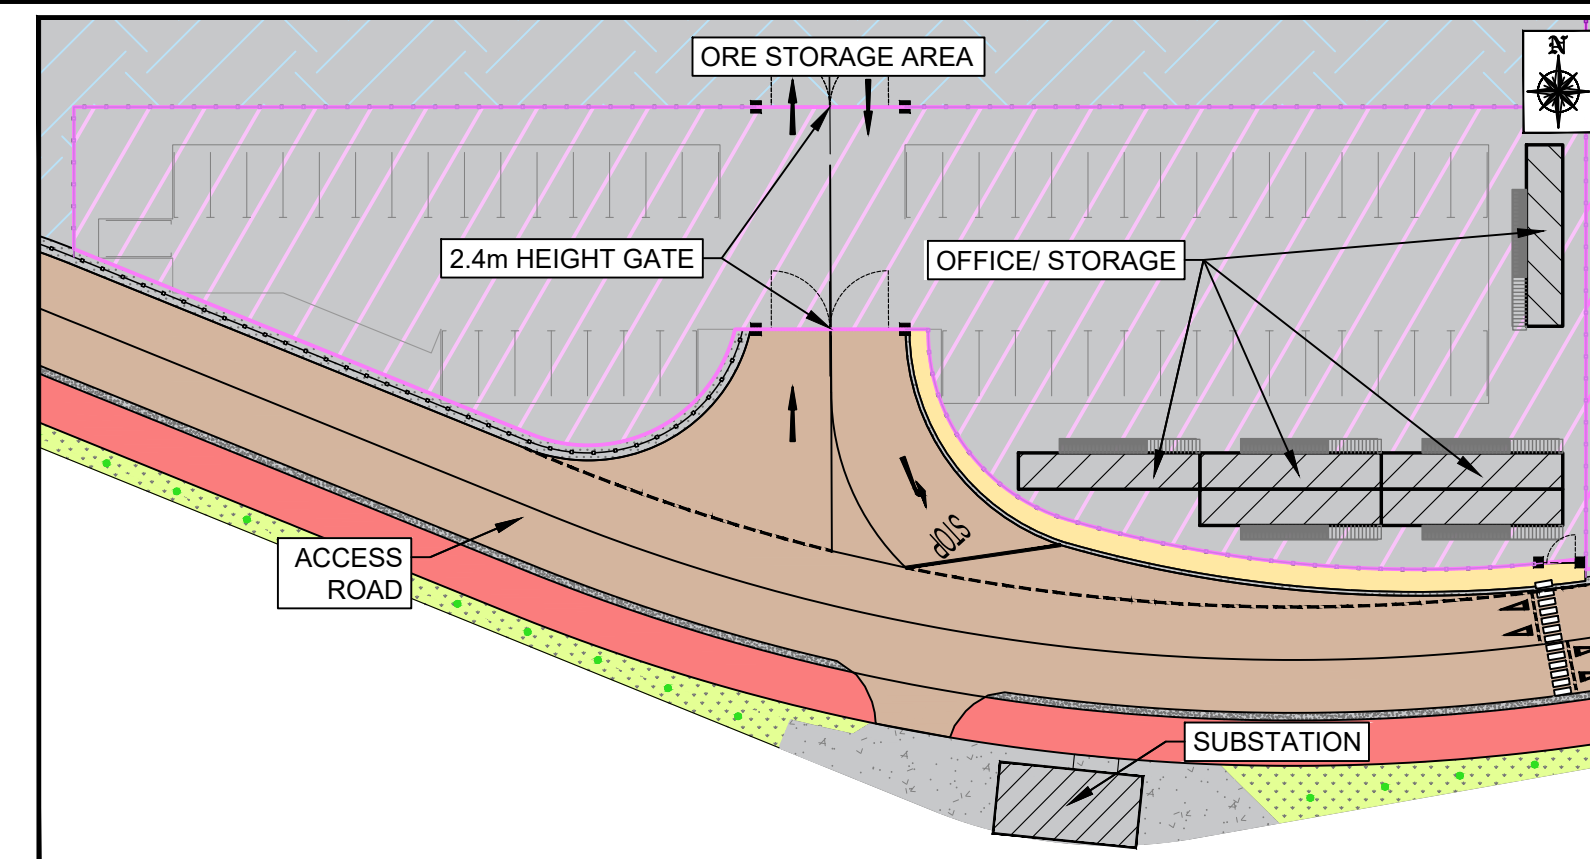 ORE STORAGE AREA
N
2.4m HEIGHT GATE
OFFICE/ STORAGE
STOP
ACCESS
ROAD
SUBSTATION